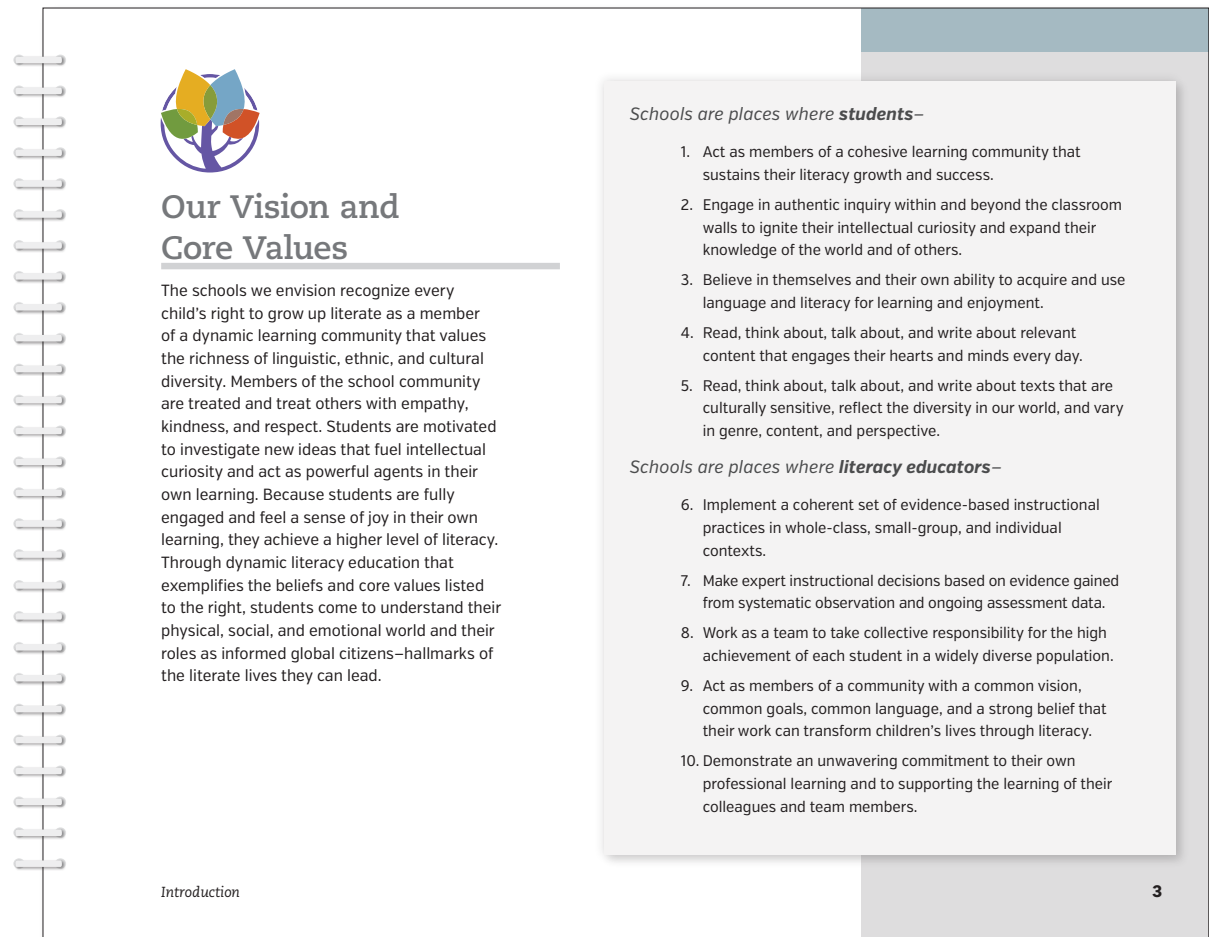 Our Vision and
Core Values
The schools we envision recognize every
child's right to grow up literate as a member
of a dynamic learning community that values
the richness of linguistic, ethnic, and cultural
diversity. Members of the school community
are treated and treat others with empathy,
kindness, and respect. Students are motivated
to investigate new ideas that fuel intellectual
curiosity and act as powerful agents in their
own learning. Because students are fully
engaged and feel a sense of joy in their own
learning, they achieve a higher level of literacy.
Through dynamic literacy education that
exemplifies the beliefs and core values listed
to the right, students come to understand their
physical, social, and emotional world and their
roles as informed global citizens–hallmarks of
the literate lives they can lead.
Schools are places where students–
1. Act as members of a cohesive learning community that
sustains their literacy growth and success.
2. Engage in authentic inquiry within and beyond the classroom
walls to ignite their intellectual curiosity and expand their
knowledge of the world and of others.
3. Believe in themselves and their own ability to acquire and use
language and literacy for learning and enjoyment.
4. Read, think about, talk about, and write about relevant
content that engages their hearts and minds every day.
5. Read, think about, talk about, and write about texts that are
culturally sensitive, reflect the diversity in our world, and vary
in genre, content, and perspective.
Schools are places where literacy educators–
6. Implement a coherent set of evidence-based instructional
practices in whole-class, small-group, and individual
contexts.
7. Make expert instructional decisions based on evidence gained
from systematic observation and ongoing assessment data.
8. Work as a team to take collective responsibility for the high
achievement of each student in a widely diverse population.
9. Act as members of a community with a common vision,
common goals, common language, and a strong belief that
their work can transform children's lives through literacy.
10. Demonstrate an unwavering commitment to their own
professional learning and to supporting the learning of their
colleagues and team members.
Introduction
3